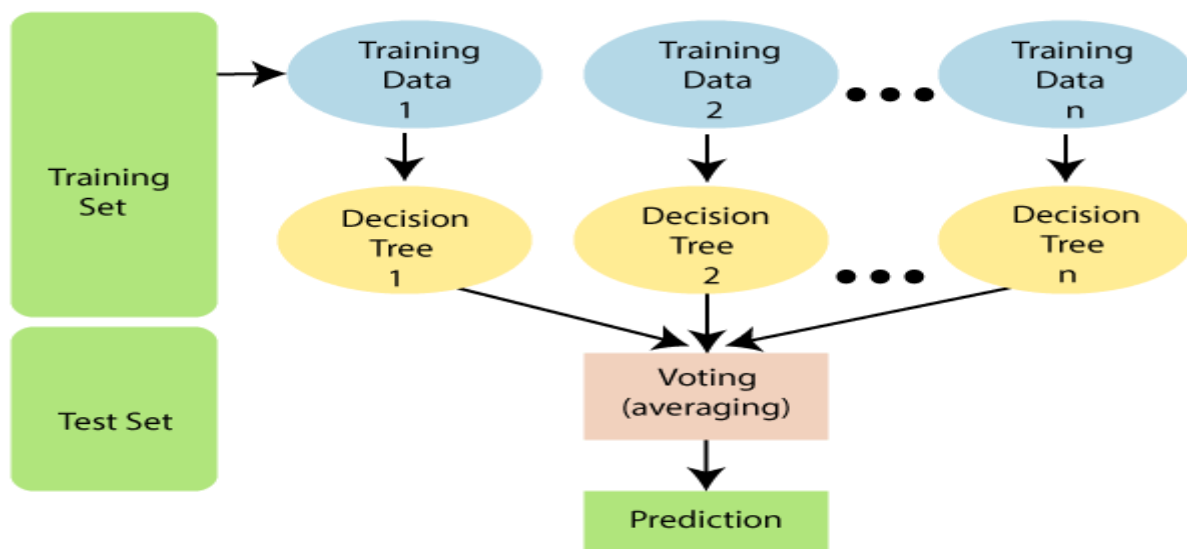 Training
Data
1
Training
Data
2
Training
Data
n
Training
Set
Decision
Tree
1
Decision
Tree
2
Decision
Tree
n
Test Set
Voting
(averaging)
Prediction